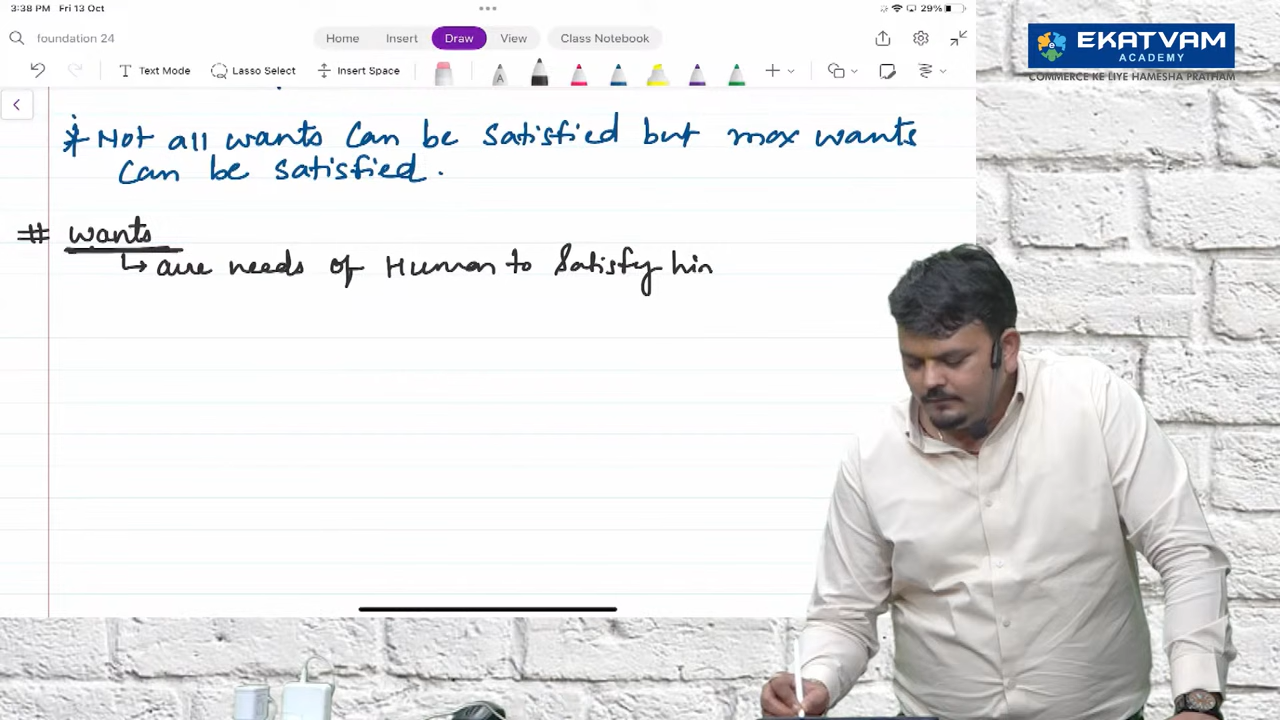 3:38 PM Fri 13 Oct
29%
foundation 24
Home Insert Draw View Class Notebook
Text Mode Lasso Select Insert Space
A
EKATVAM
ACADEMY
COMMERCE KE LIYE HAMESHA PRATHAM
* Not all wants can be satisfied but max wants
can be satisfied.
# wants
↳ are needs of Human to Satisfy him